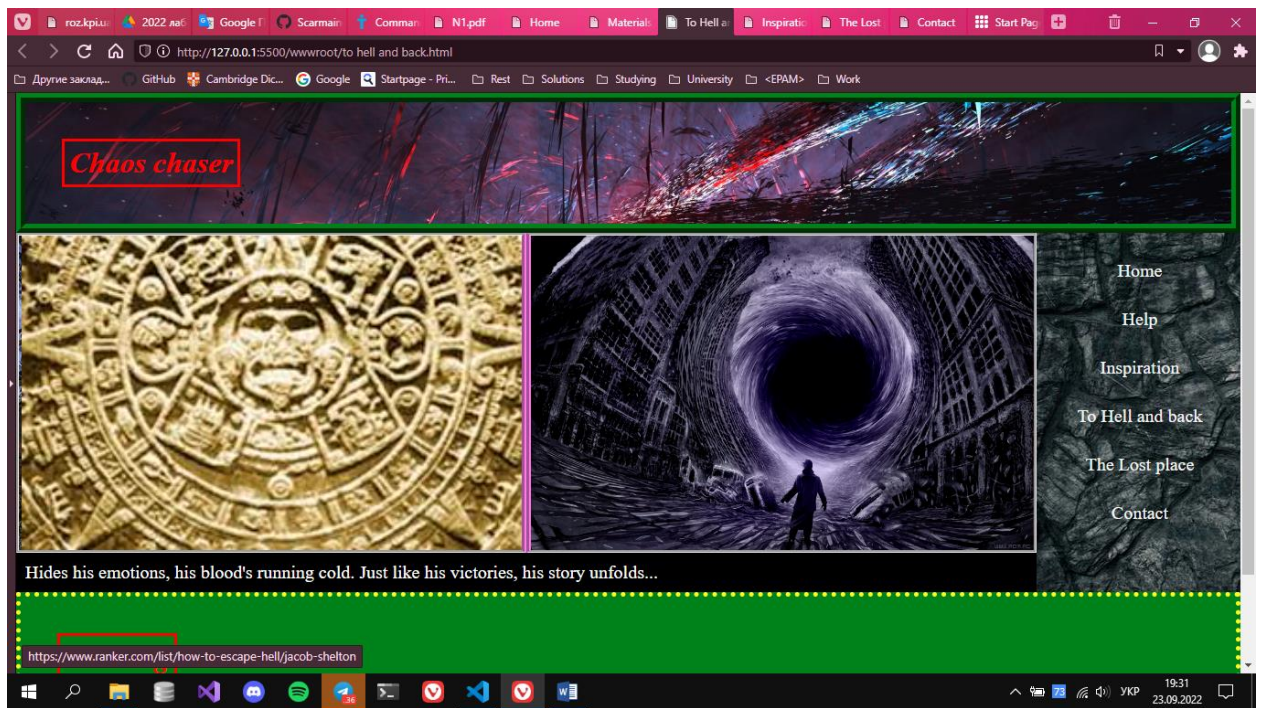 roz.kpi.ua
2022 лаб
Google П
Scarmain
Comman
N1.pdf
Home
Materials
To Hell a
Inspiratio
The Lost
Contact
Start Pag
http://127.0.0.1:5500/wwwroot/to hell and back.html
Другие заклад...
GitHub
Cambridge Dic...
Google
Startpage - Pri...
Rest
Solutions
Studying
University
<EPAM>
Work
Chaos chaser
Home
Help
Inspiration
To Hell and back
The Lost place
Contact
Hides his emotions, his blood's running cold. Just like his victories, his story unfolds...
https://www.ranker.com/list/how-to-escape-hell/jacob-shelton
36
73
УКР
19:31
23.09.2022